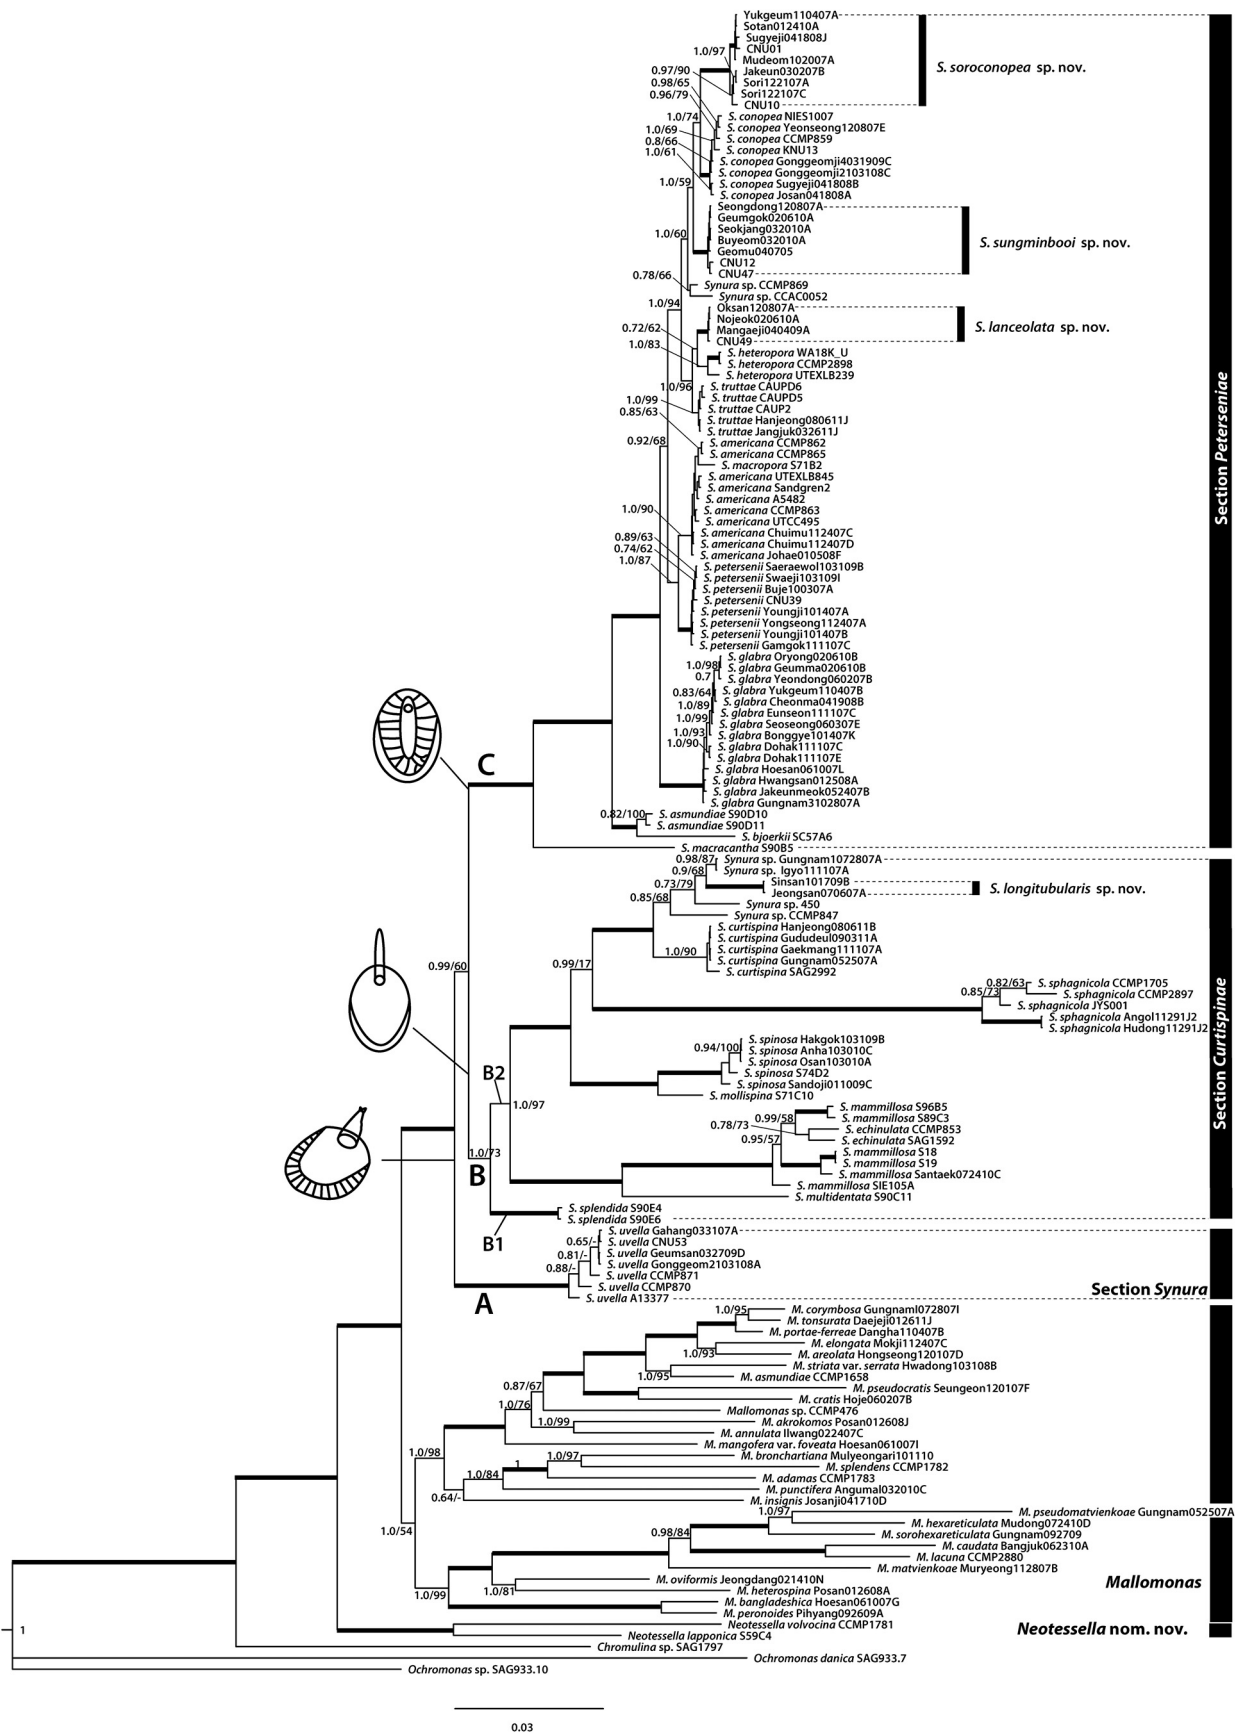 Yukgeum110407A
Sotan012410A
Sugyeji041808J
CNU01
1.0/97
Mudeom102007A
S. soroconopea sp. nov.
0.97/90
Jakeun030207B
0.98/65
Sori122107A
0.96/79
Sori122107C
CNU10
1.0/74
S. conopea NIES1007
1.0/69
S. conopea Yeonseong120807E
0.8/66
S. conopea CCMP859
1.0/61
S. conopea KNU13
S. conopea Gonggeomji4031909C
S. conopea Gonggeomji2103108C
1.0/59
S. conopea Sugyeji041808B
S. conopea Josan041808A
Seongdong120807A
Geumgok020610A
1.0/60
Seokjang032010A
Buyeom032010A
S. sungminbooi sp. nov.
Geomu040705
CNU12
0.78/66
CNU47
Synura sp. CCMP869
Synura sp. CCAC0052
1.0/94
Oksan120807A
Nojeok020610A
0.72/62
Mangaeji040409A
S. lanceolata sp. nov.
1.0/83
CNU49
S. heteropora WA18K_U
S. heteropora CCMP2898
S. heteropora UTEXLB239
1.0/96
S. truttae CAUPD6
1.0/99
S. truttae CAUPD5
0.85/63
S. truttae CAUP2
S. truttae Hanjeong080611J
S. truttae Jangjuk032611J
0.92/68
S. americana CCMP862
S. americana CCMP865
S. macropora S71B2
S. americana UTEXLB845
S. americana Sandgren2
S. americana A5482
1.0/90
S. americana CCMP863
S. americana UTCC495
S. americana Chuimu112407C
0.89/63
S. americana Chuimu112407D
0.74/62
S. americana Johae010508F
1.0/87
S. petersenii Saeraewol103109B
S. petersenii Swaeji103109I
S. petersenii Buje100307A
S. petersenii CNU39
S. petersenii Youngji101407A
S. petersenii Yongseong112407A
S. petersenii Youngji101407B
S. petersenii Gamgok111107C
S. glabra Oryong020610B
1.0/98
S. glabra Geumma020610B
0.7
S. glabra Yeondong060207B
0.83/64
S. glabra Yukgeum110407B
1.0/89
S. glabra Cheonma041908B
1.0/99
S. glabra Eunseon111107C
S. glabra Seoseong060307E
1.0/93
S. glabra Bonggye101407K
1.0/90
S. glabra Dohak111107C
S. glabra Dohak111107E
S. glabra Hoesan061007L
S. glabra Hwangsan012508A
S. glabra Jakeunmeok052407B
S. glabra Gungnam3102807A
C
0.82/100
S. asmundiae S90D10
S. asmundiae S90D11
S. bjoerkii SC57A6
S. macracantha S90B5
Section Peterseniae
0.98/87
Synura sp. Gungnam1072807A
0.9/68
Synura sp. Igyo111107A
0.73/79
Sinsan101709B
S. longitubularis sp. nov.
Jeongsan070607A
0.85/68
Synura sp. 450
Synura sp. CCMP847
S. curtispina Hanjeong080611B
S. curtispina Gududeul090311A
1.0/90
S. curtispina Gaekmang111107A
S. curtispina Gungnam052507A
S. curtispina SAG2992
0.99/60
0.99/17
0.82/63
S. sphagnicola CCMP1705
0.85/73
S. sphagnicola CCMP2897
S. sphagnicola JYS001
S. sphagnicola Angol11291J2
S. sphagnicola Hudong11291J2
S. spinosa Hakgok103109B
0.94/100
S. spinosa Anha103010C
S. spinosa Osan103010A
S. spinosa S74D2
B2
S. spinosa Sandoji011009C
S. mollispina S71C10
1.0/97
S. mammillosa S96B5
0.99/58
S. mammillosa S89C3
0.78/73
S. echinulata CCMP853
0.95/57
S. echinulata SAG1592
1.0/73
S. mammillosa S18
S. mammillosa S19
B
S. mammillosa Santaek072410C
S. mammillosa SIE105A
S. multidentata S90C11
S. splendida S90E4
S. splendida S90E6
B1
Section Curtispinae
S. uvella Gahang033107A
0.65/-
S. uvella CNU53
0.81/-
S. uvella Geumsan032709D
0.88/-
S. uvella Gonggeom2103108A
S. uvella CCMP871
S. uvella CCMP870
Section Synura
S. uvella A13377
A
1.0/95
M. corymbosa GungnamI072807I
M. tonsurata Daejeji012611J
M. portae-ferreae Dangha110407B
M. elongata Mokji112407C
1.0/93
M. areolata Hongseong120107D
M. striata var. serrata Hwadong103108B
1.0/95
M. asmundiae CCMP1658
0.87/67
M. pseudocratis Seungeon120107F
M. cratis Hoje060207B
1.0/76
Mallomonas sp. CCMP476
1.0/99
M. akrokomos Posan012608J
M. annulata Ilwang022407C
M. mangofera var. foveata Hoesan061007I
1.0/98
M. bronchartiana Mulyeongari101110
1
1.0/97
M. splendens CCMP1782
1.0/84
M. adamas CCMP1783
M. punctifera Angumal032010C
0.64/-
M. insignis Josanji041710D
1.0/97
M. pseudomatvienkoae Gungnam052507A
M. hexareticulata Mudong072410D
1.0/54
0.98/84
M. sorohexareticulata Gungnam092709
M. caudata Bangjuk062310A
M. lacuna CCMP2880
M. matvienkoae Muryeong112807B
M. oviformis Jeongdang021410N
Mallomonas
1.0/99
1.0/81
M. heterospina Posan012608A
M. bangladeshica Hoesan061007G
M. peronoides Pihyang092609A
Neotessella volvocina CCMP1781
Neotessella nom. nov.
1
Neotessella lapponica S59C4
Chromulina sp. SAG1797
Ochromonas danica SAG933.7
Ochromonas sp. SAG933.10
0.03